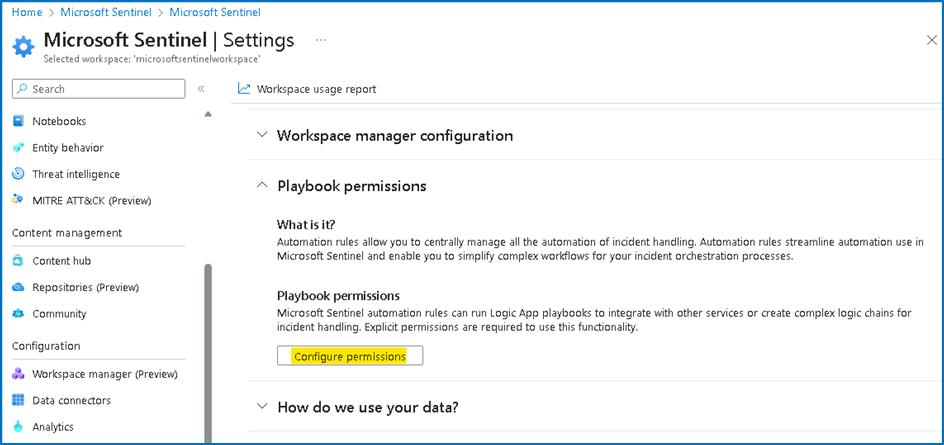 Home > Microsoft Sentinel > Microsoft Sentinel
Microsoft Sentinel | Settings ...
Selected workspace: 'microsoftsentinelworkspace'
Search
«
Workspace usage report
Notebooks
Entity behavior
Threat intelligence
MITRE ATT&CK (Preview)
Content management
Content hub
Repositories (Preview)
Community
Configuration
Workspace manager (Preview)
Data connectors
Analytics
Workspace manager configuration
Playbook permissions
What is it?
Automation rules allow you to centrally manage all the automation of incident handling. Automation rules streamline automation use in
Microsoft Sentinel and enable you to simplify complex workflows for your incident orchestration processes.
Playbook permissions
Microsoft Sentinel automation rules can run Logic App playbooks to integrate with other services or create complex logic chains for
incident handling. Explicit permissions are required to use this functionality.
Configure permissions
How do we use your data?